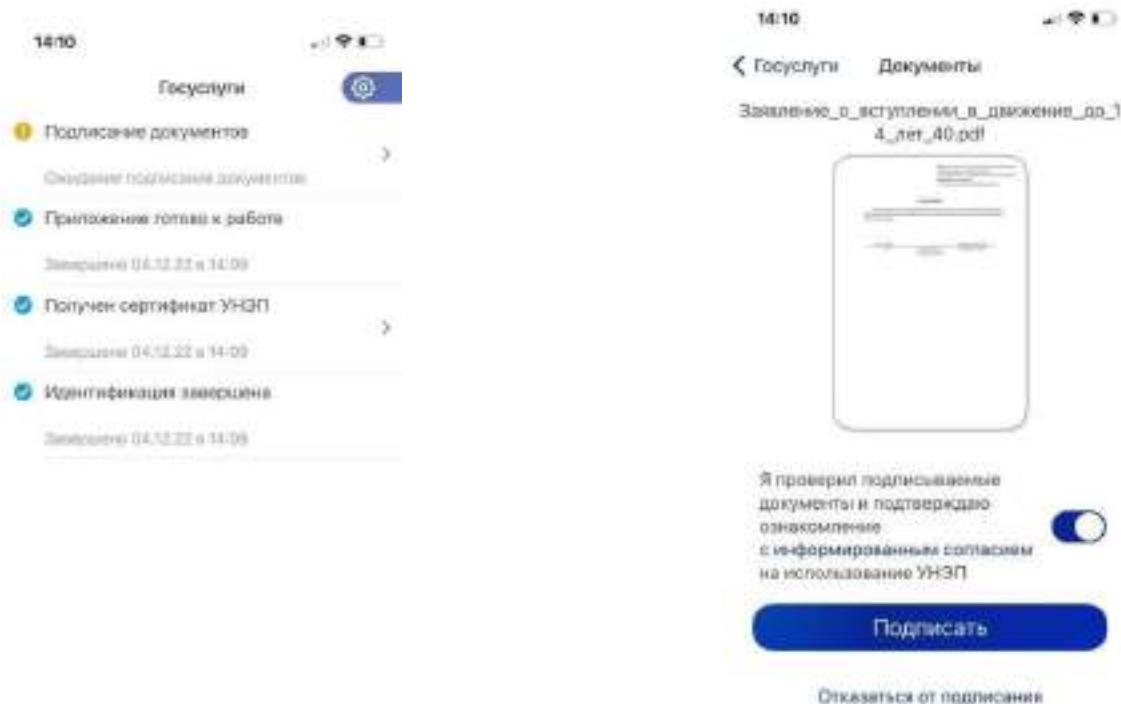 14:10
Госуслуги
Подписание документов
Ожидание подписания документов
Приложение готово к работе
Завершено 04.12.22 в 14:09
Получен сертификат УНЭП
Завершено 04.12.22 в 14:09
Идентификация завершена
Завершено 04.12.22 в 14:09
14:10
Госуслуги
Документы
Заявление_о_вступлении_в_движение_до_1
4_лет_40.pdf
Я проверил подписываемые
документы и подтверждаю
ознакомление
с информированным согласием
на использование УНЭП
Подписать
Отказаться от подписания